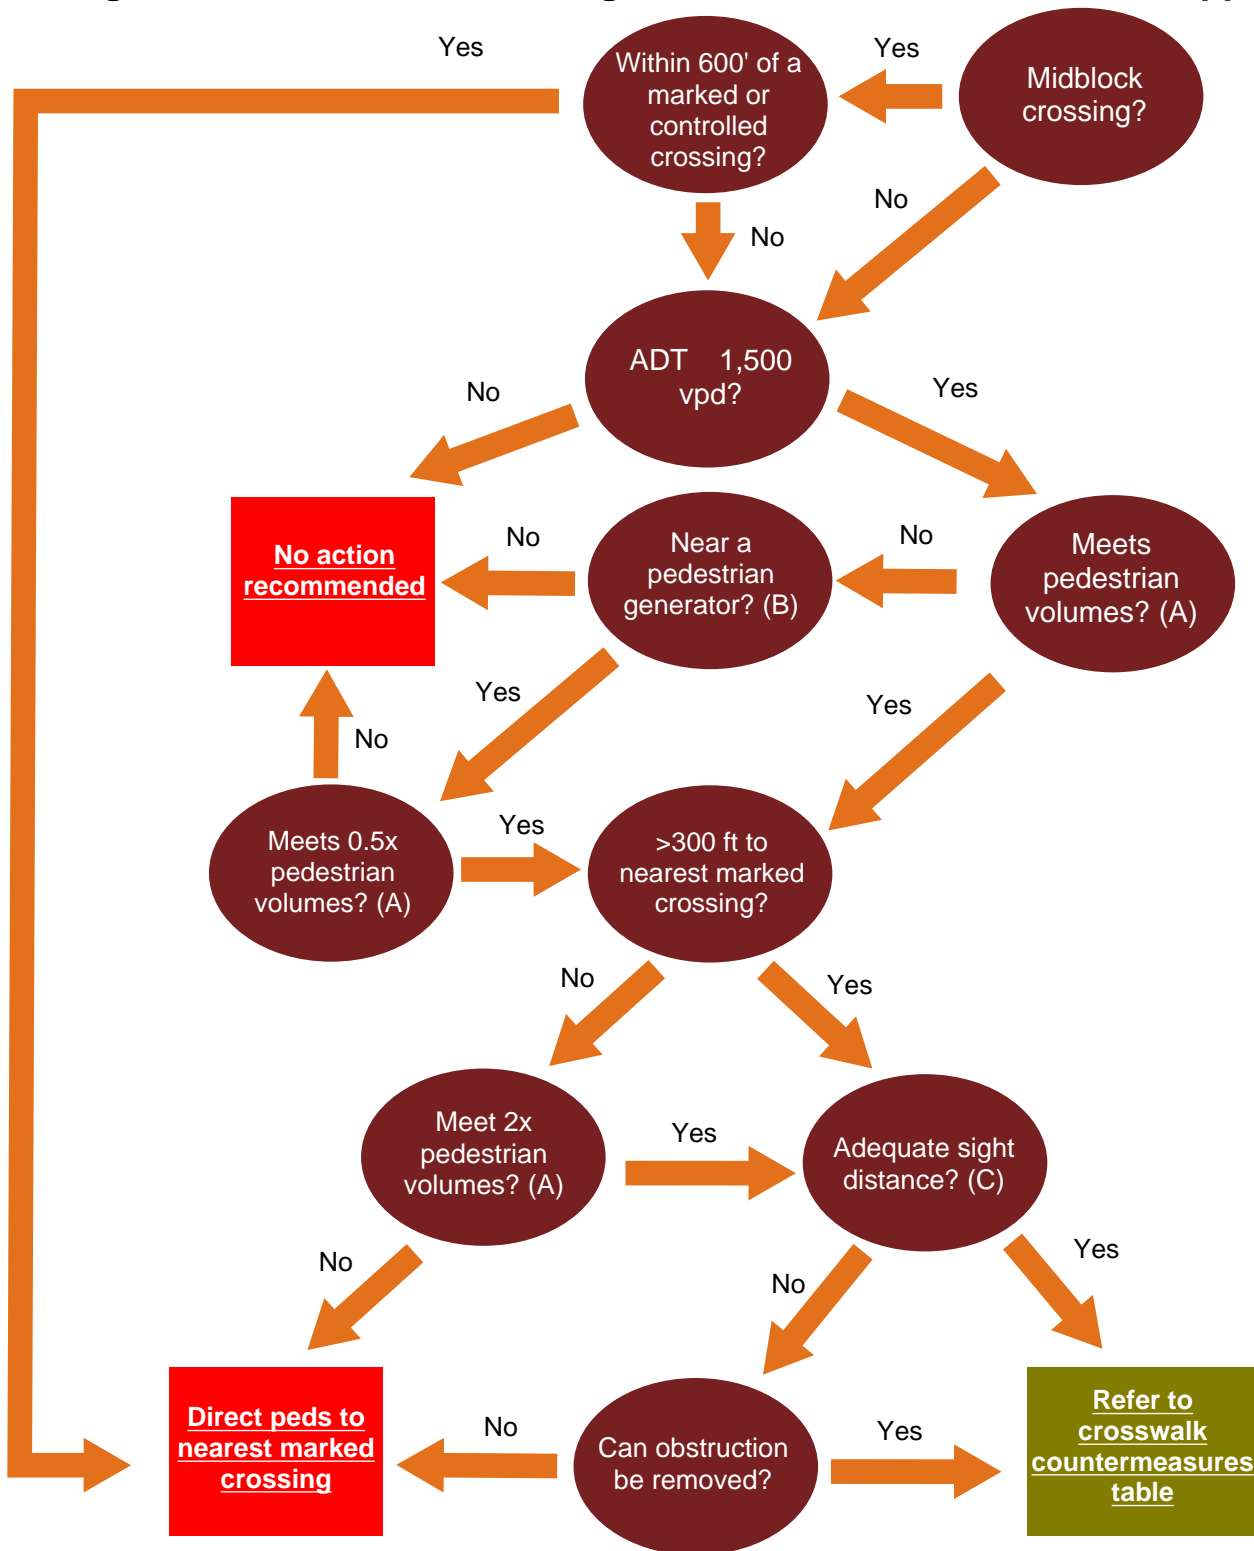 Yes
Within 600' of a
marked or
controlled
crossing?
Yes
Midblock
crossing?
No
No
ADT 1,500
vpd?
No
Yes
No action
recommended
No
Near a
pedestrian
generator? (B)
No
Meets
pedestrian
volumes? (A)
Yes
Yes
No
Meets 0.5x
pedestrian
volumes? (A)
Yes
>300 ft to
nearest marked
crossing?
No
Yes
Meet 2x
pedestrian
volumes? (A)
Yes
Adequate sight
distance? (C)
No
No
Yes
Direct peds to
nearest marked
crossing
No
Can obstruction
be removed?
Yes
Refer to
crosswalk
countermeasures
table